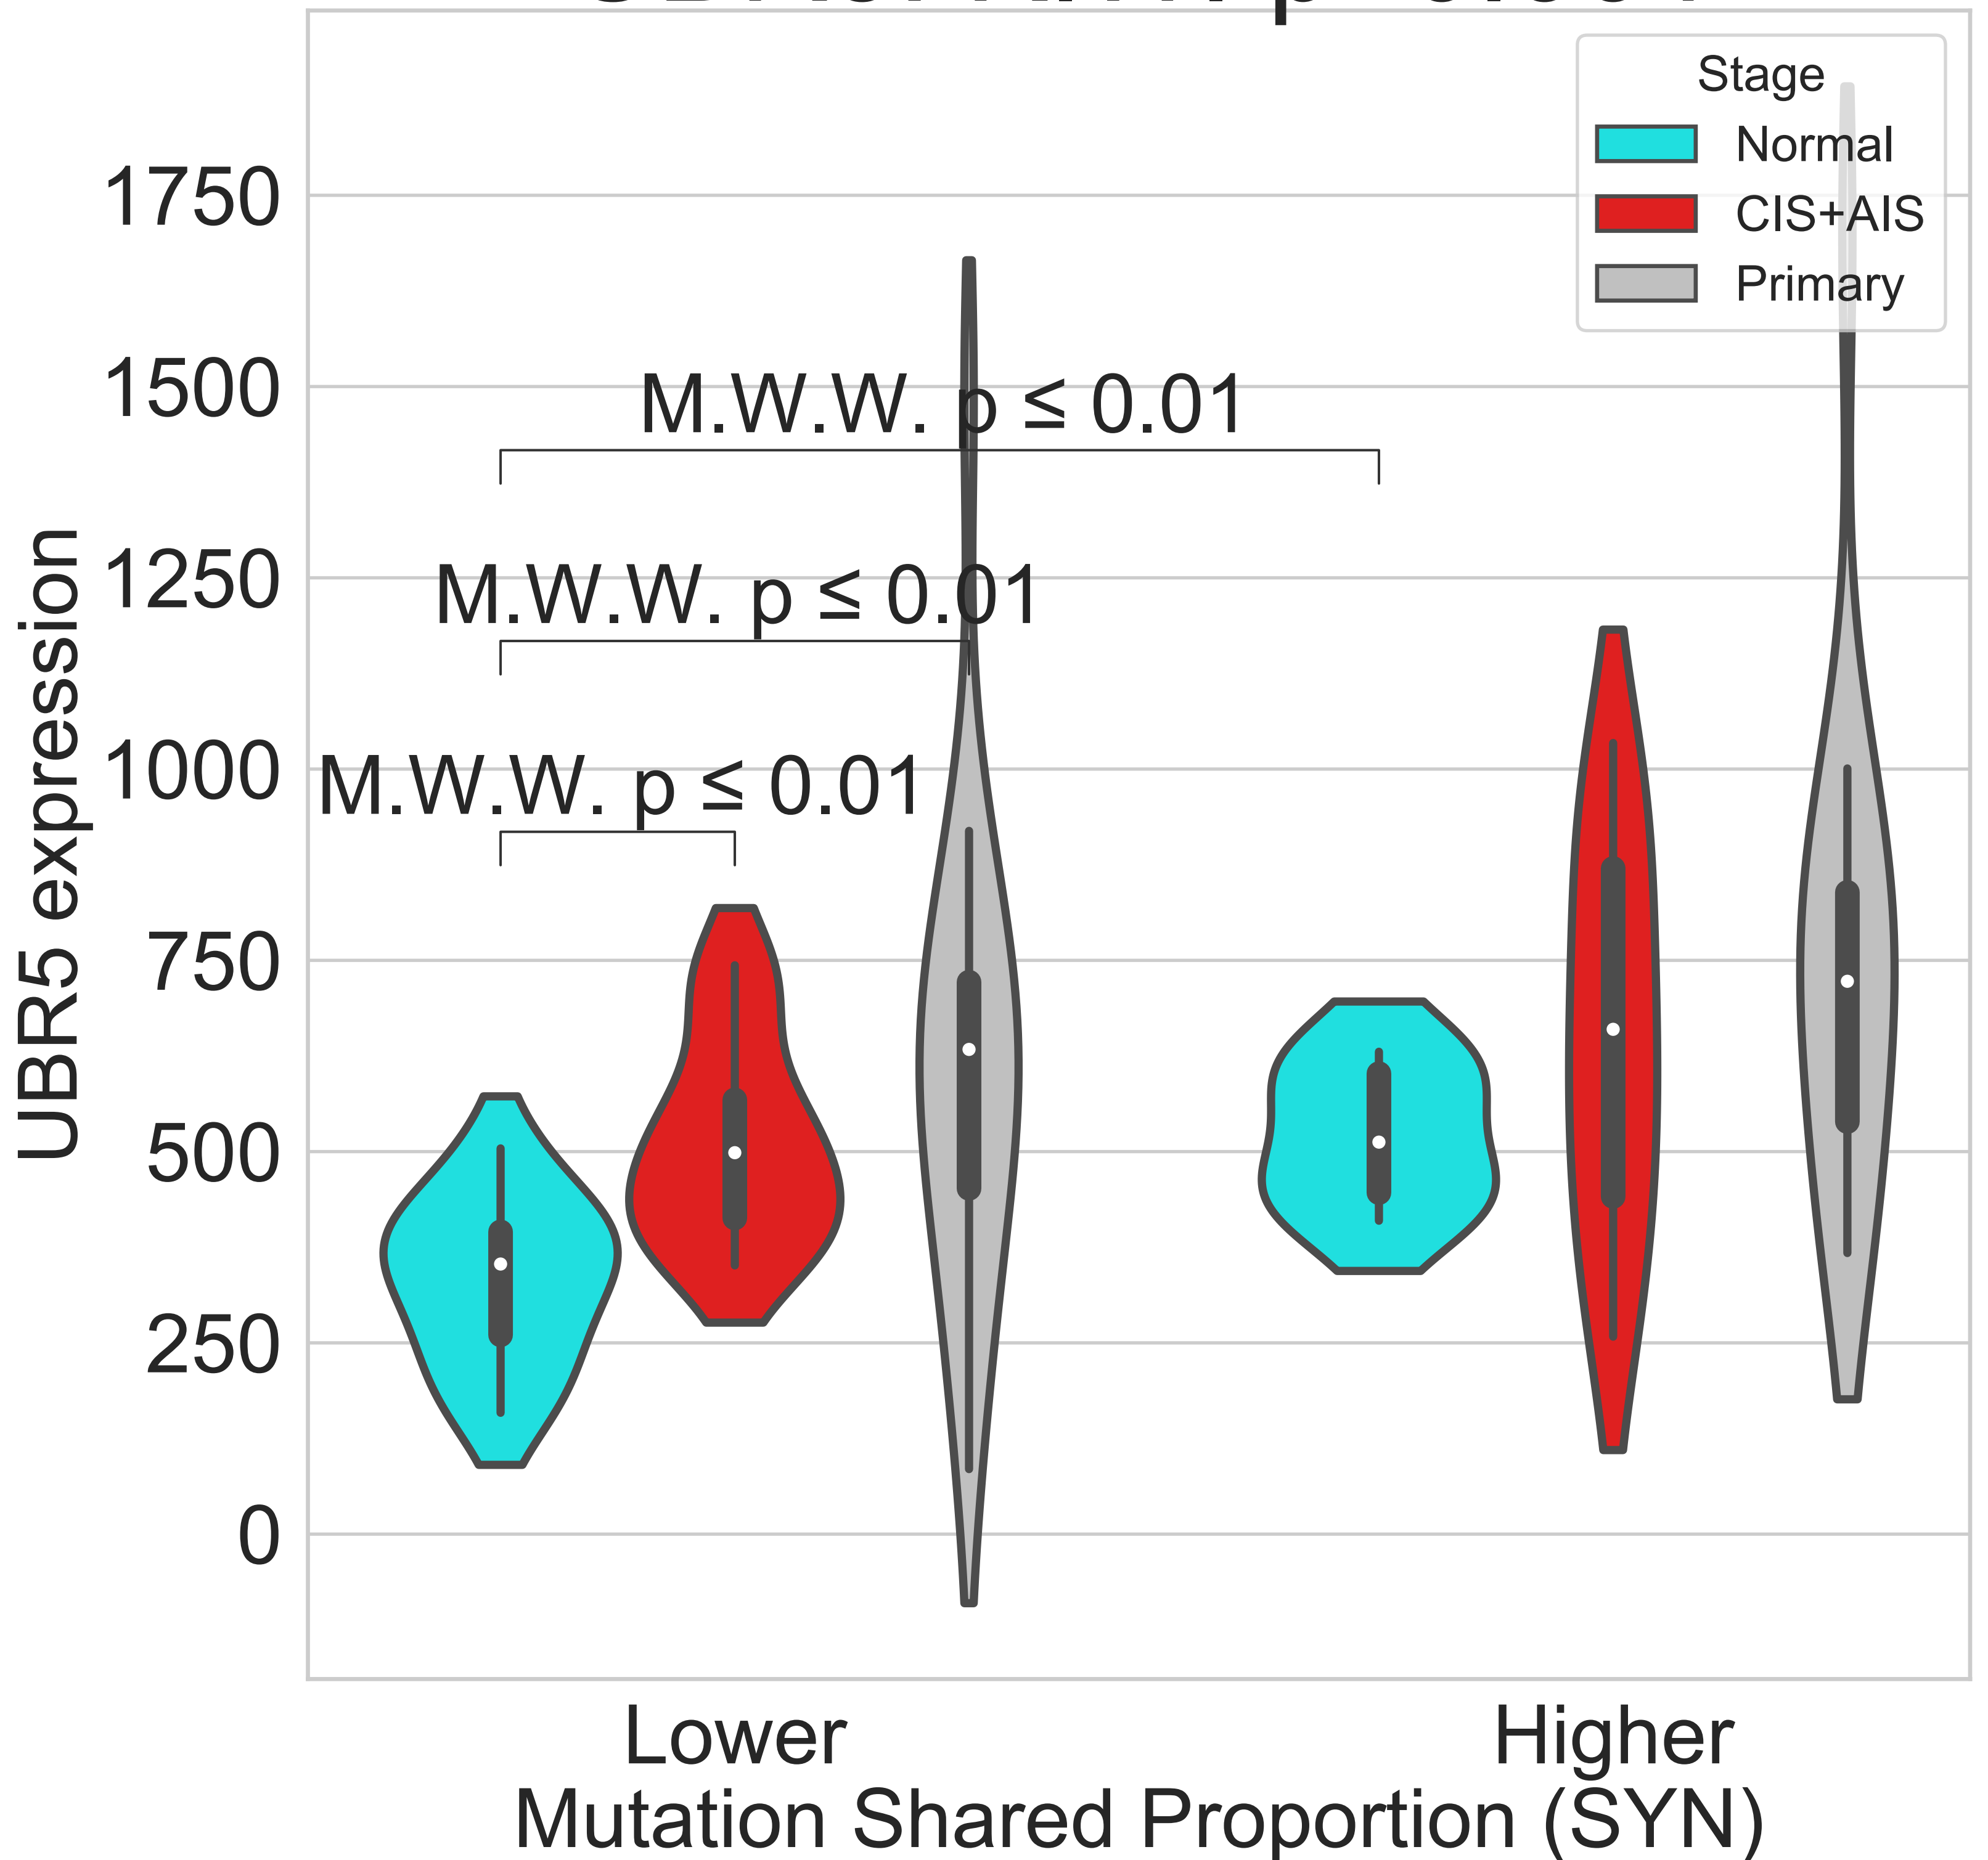 Stage
Normal
CIS+AIS
Primary
1750
1500
1250
1000
750
500
250
0
UBR5 expression
M.W.W. p ≤ 0.01
M.W.W. p ≤ 0.01
M.W.W. p ≤ 0.01
Lower
Higher
Mutation Shared Proportion (SYN)